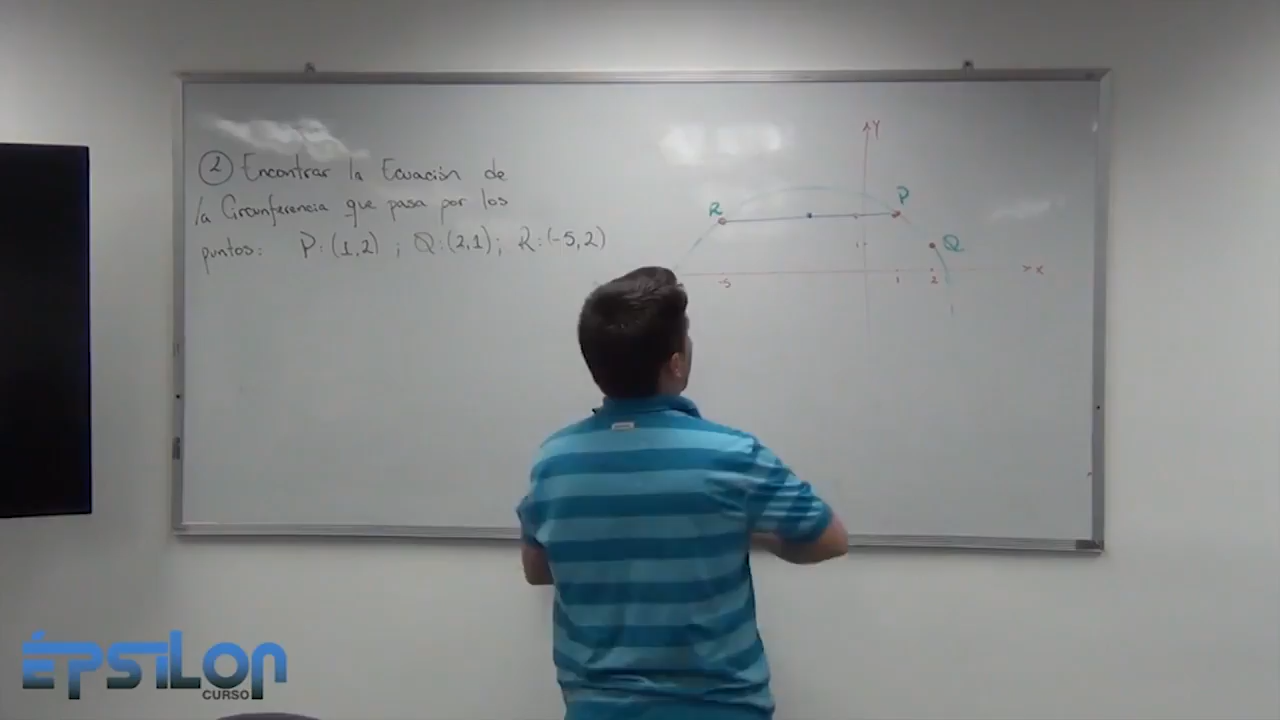 2 Encontrar la Ecuación de
la Circunferencia que pasa por los
puntos: P:(1,2) ; Q:(2,1); R:(-5,2)
Y
R
P
Q
1
-5 1 2 x
ÉPSILON
CURSO